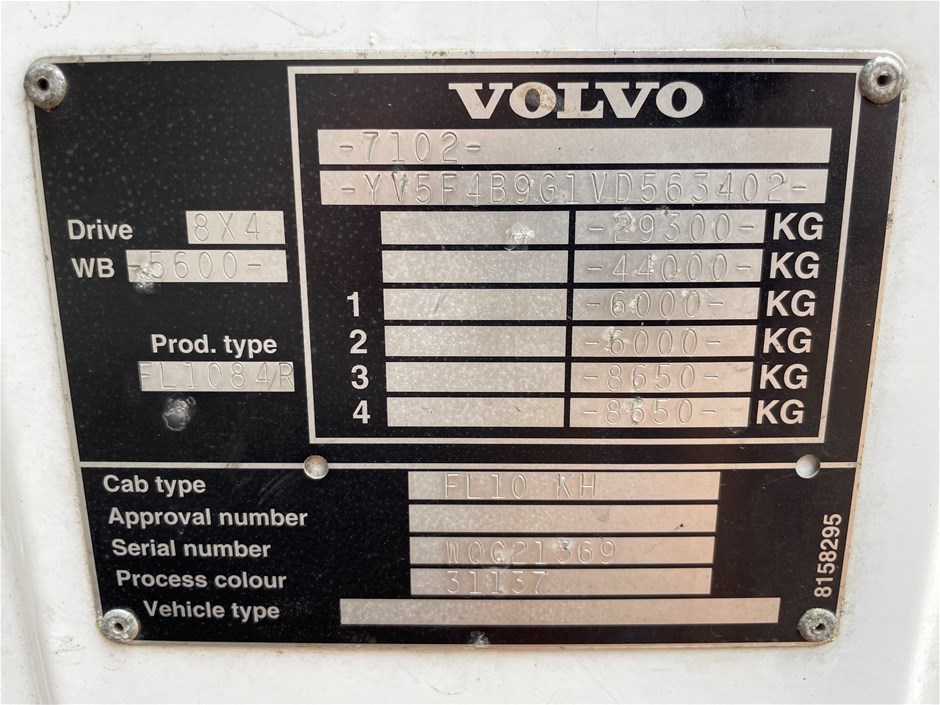 VOLVO
-7102-
-YV5F4B9G1VD563402-
Drive 8X4 -29300- KG
WB -5600- -44000- KG
1 -6000- KG
2 -6000- KG
Prod. type
3 -8650- KG
FL1084R
4 -8650- KG
Cab type FL10 KH
Approval number
Serial number WQC21369
Process colour 31137
Vehicle type
8158295